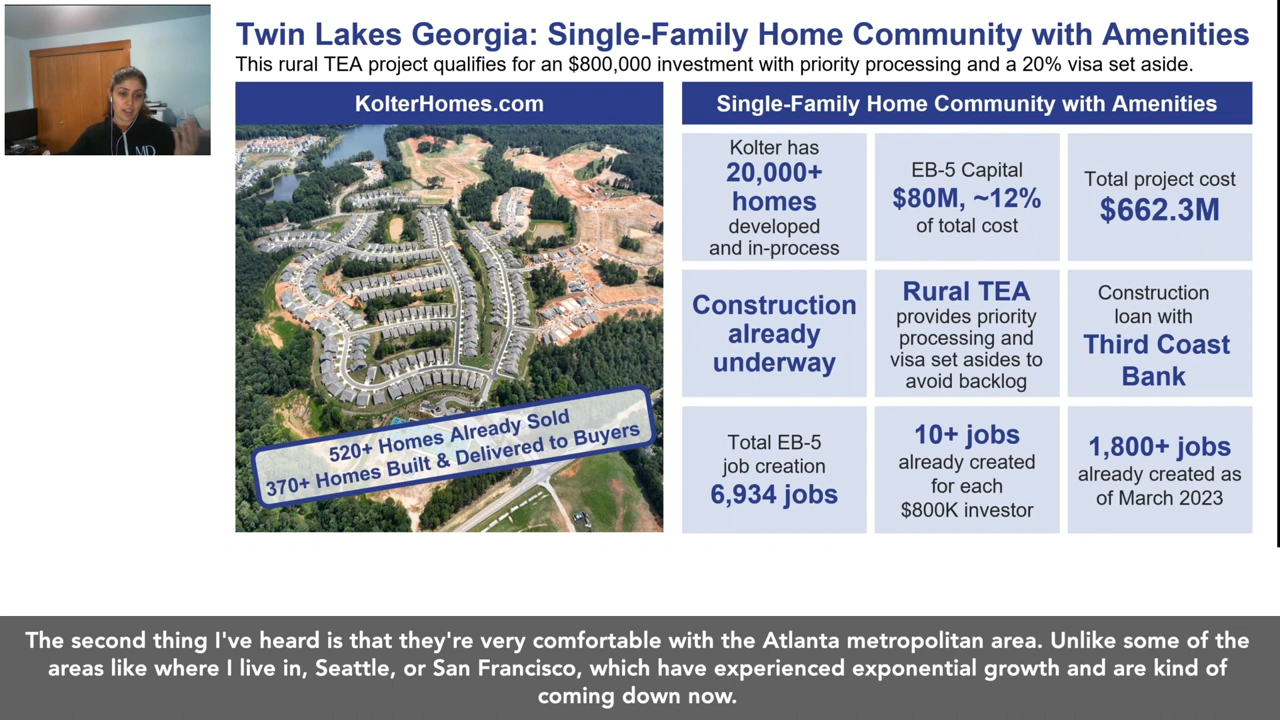 Twin Lakes Georgia: Single-Family Home Community with Amenities
This rural TEA project qualifies for an $800,000 investment with priority processing and a 20% visa set aside.
KolterHomes.com
520+ Homes Already Sold
370+ Homes Built & Delivered to Buyers
Single-Family Home Community with Amenities
Kolter has
20,000+
homes
developed
and in-process
EB-5 Capital
$80M, ~12%
of total cost
Total project cost
$662.3M
Construction
already
underway
Rural TEA
provides priority
processing and
visa set asides to
avoid backlog
Construction
loan with
Third Coast
Bank
Total EB-5
job creation
6,934 jobs
10+ jobs
already created
for each
$800K investor
1,800+ jobs
already created as
of March 2023
MD
The second thing I've heard is that they're very comfortable with the Atlanta metropolitan area. Unlike some of the
areas like where I live in, Seattle, or San Francisco, which have experienced exponential growth and are kind of
coming down now.